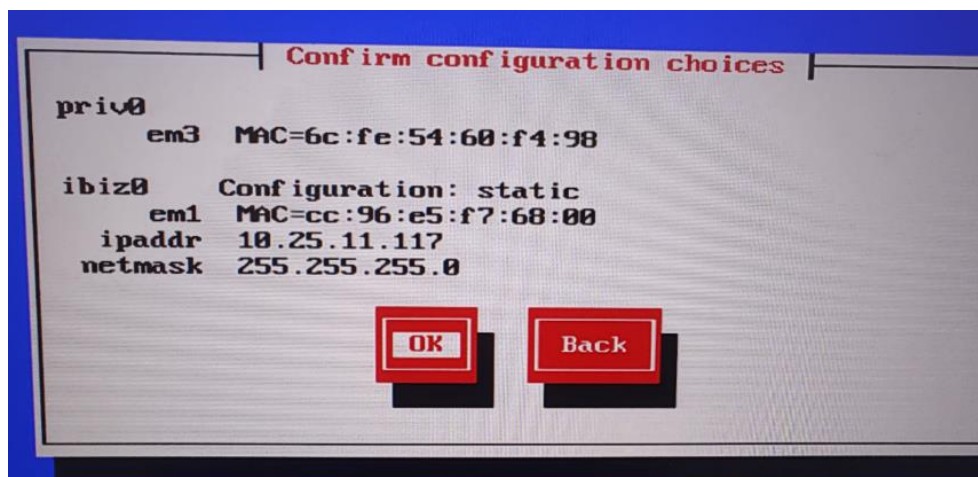 Confirm configuration choices
priv0
em3 MAC=6c:fe:54:60:f4:98
ibiz0 Configuration: static
em1 MAC=cc:96:e5:f7:68:00
ipaddr 10.25.11.117
netmask 255.255.255.0
OK Back